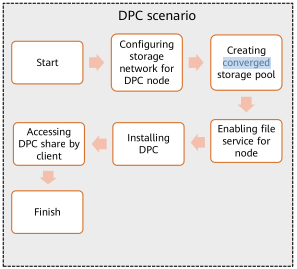 DPC scenario
Start
Configuring
storage
network for
DPC node
Creating
converged
storage pool
Enabling file
service for
node
Installing
DPC
Accessing
DPC share by
client
Finish